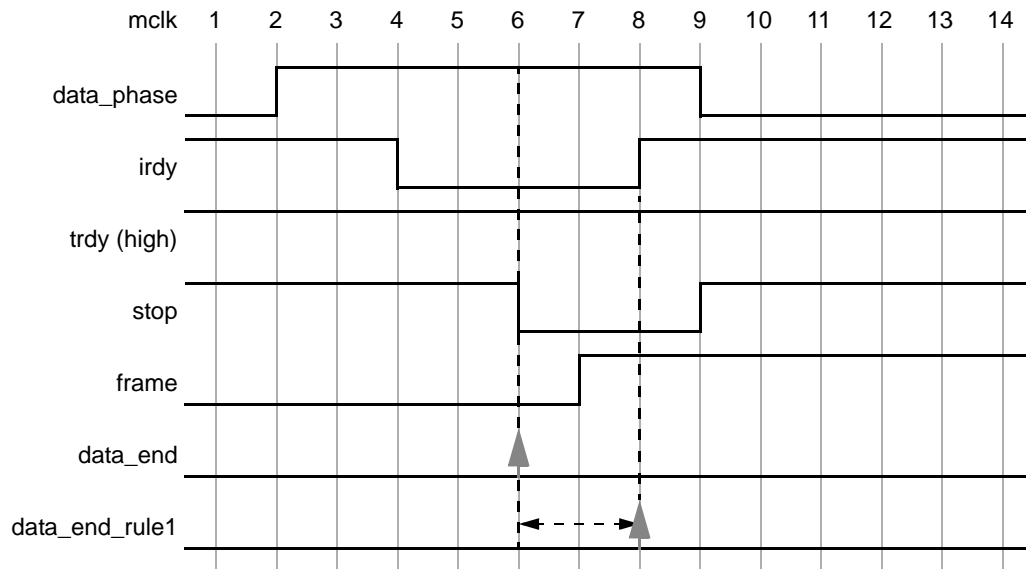 mclk 1 2 3 4 5 6 7 8 9 10 11 12 13 14
data_phase
irdy
trdy (high)
stop
frame
data_end
data_end_rule1